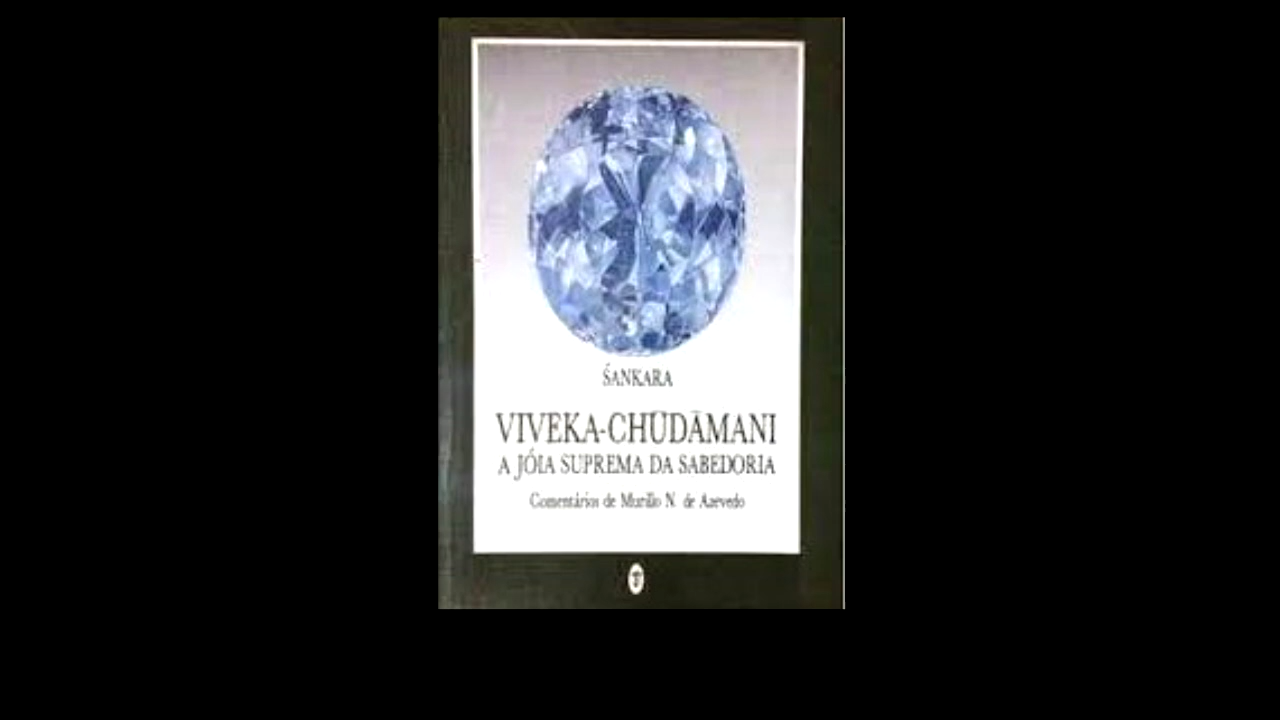 ŚANKARA
VIVEKA-CHŪDĀMANI
A JÓIA SUPREMA DA SABEDORIA
Comentários de Murillo N. de Azevedo